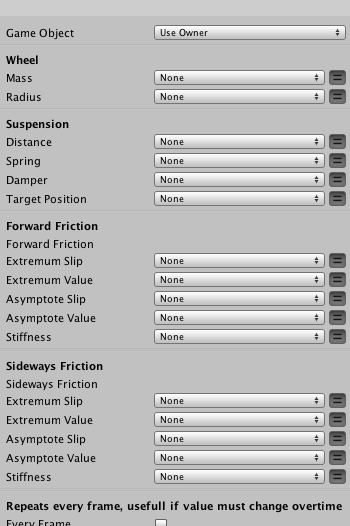 Game Object Use Owner
Wheel
Mass None
Radius None
Suspension
Distance None
Spring None
Damper None
Target Position None
Forward Friction
Forward Friction
Extremum Slip None
Extremum Value None
Asymptote Slip None
Asymptote Value None
Stiffness None
Sideways Friction
Sideways Friction
Extremum Slip None
Extremum Value None
Asymptote Slip None
Asymptote Value None
Stiffness None
Repeats every frame, usefull if value must change overtime
Every Frame